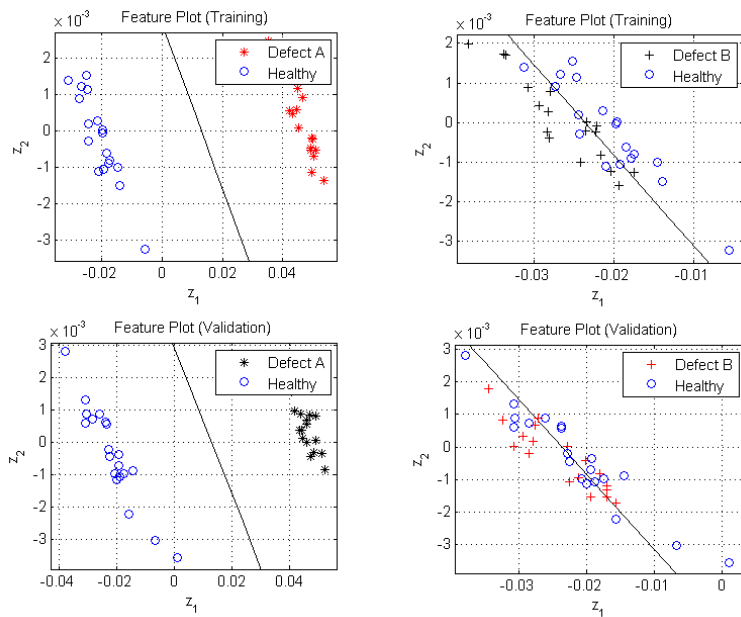 × 10⁻³
Feature Plot (Training)
Defect A
Healthy
2
1
0
-1
-2
-3
z₂
-0.02
0
0.02
0.04
z₁
× 10⁻³
Feature Plot (Training)
Defect B
Healthy
2
1
0
-1
-2
-3
z₂
-0.03
-0.02
-0.01
z₁
× 10⁻³
Feature Plot (Validation)
Defect A
Healthy
3
2
1
0
-1
-2
-3
z₂
-0.04
-0.02
0
0.02
0.04
z₁
× 10⁻³
Feature Plot (Validation)
Defect B
Healthy
3
2
1
0
-1
-2
-3
z₂
-0.03
-0.02
-0.01
0
z₁